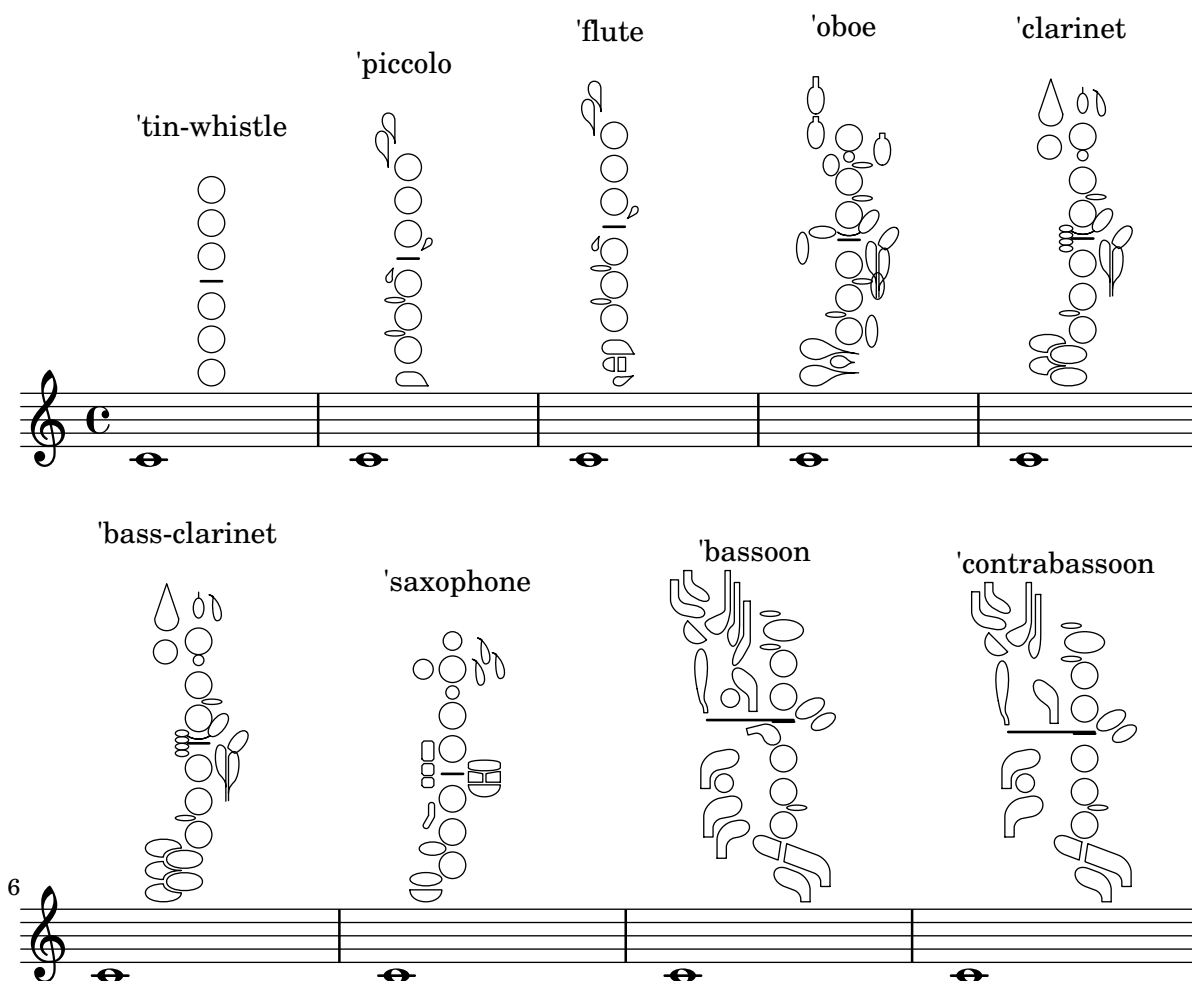 'tin-whistle
'piccolo
'flute
'oboe
'clarinet
'bass-clarinet
'saxophone
'bassoon
'contrabassoon
6